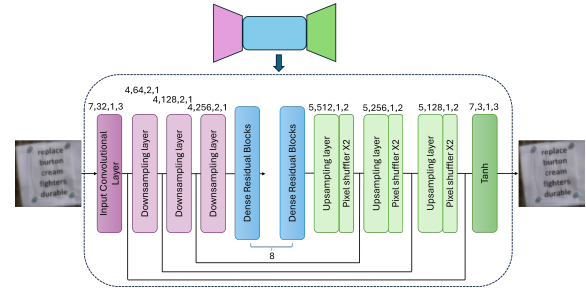 4,64,2,1
4,128,2,1
7,32,1,3
4,256,2,1
5,512,1,2
5,256,1,2
5,128,1,2
7,3,1,3
Input Convolutional
Layer
Downsampling layer
Downsampling layer
Downsampling layer
Dense Residual Blocks
Dense Residual Blocks
Upsampling layer
Pixel shuffler X2
Upsampling layer
Pixel shuffler X2
Upsampling layer
Pixel shuffler X2
Tanh
replace
burton
cream
fighters
durable
replace
burton
cream
fighters
durable
8